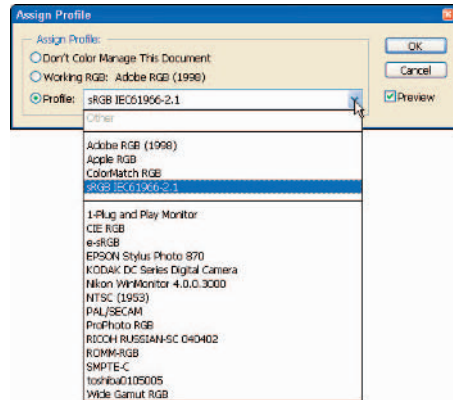 Assign Profile
Assign Profile:
Don't Color Manage This Document
Working RGB: Adobe RGB (1998)
Profile: sRGB IEC61966-2.1
OK
Cancel
Preview
Other
Adobe RGB (1998)
Apple RGB
ColorMatch RGB
sRGB IEC61966-2.1
1-Plug and Play Monitor
CIE RGB
e-sRGB
EPSON Stylus Photo 870
KODAK DC Series Digital Camera
Nikon WinMonitor 4.0.0.3000
NTSC (1953)
PAL/SECAM
ProPhoto RGB
RICOH RUSSIAN-SC 040402
ROMM-RGB
SMPTE-C
toshiba0105005
Wide Gamut RGB